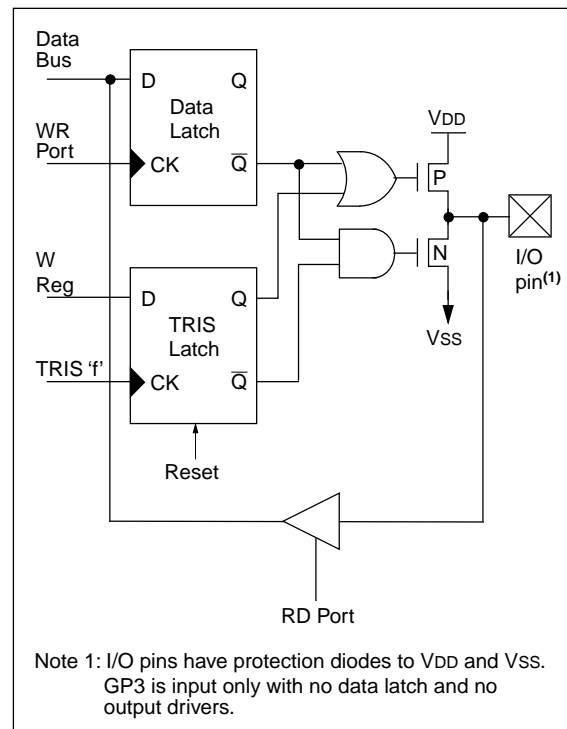 Data
Bus
D
Q
Data
Latch
WR
Port
CK
Q
VDD
P
N
I/O
pin(1)
VSS
W
Reg
D
Q
TRIS
Latch
TRIS 'f'
CK
Q
Reset
RD Port
Note 1: I/O pins have protection diodes to VDD and VSS.
GP3 is input only with no data latch and no
output drivers.